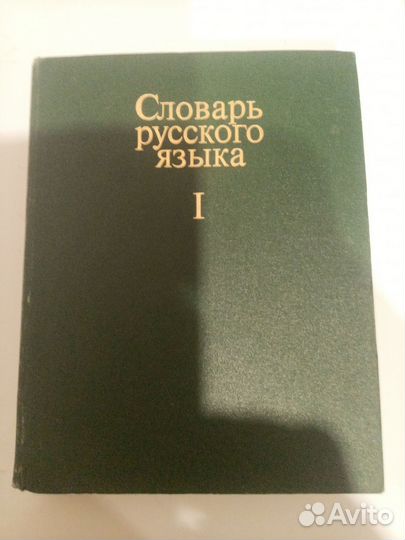 Словарь
русского
языка
I
Avito